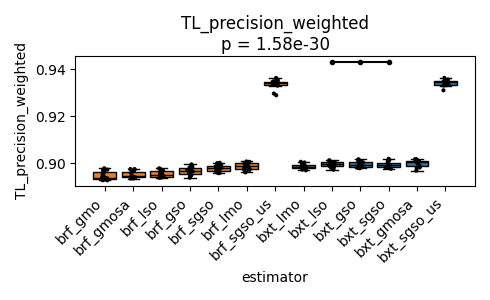 TL_precision_weighted
p = 1.58e-30
TL_precision_weighted
0.94
0.92
0.90
brf_gmo
brf_gmosa
brf_lso
brf_gso
brf_sgso
brf_lmo
brf_sgso_us
bxt_lmo
bxt_lso
bxt_gso
bxt_sgso
bxt_gmosa
bxt_sgso_us
estimator